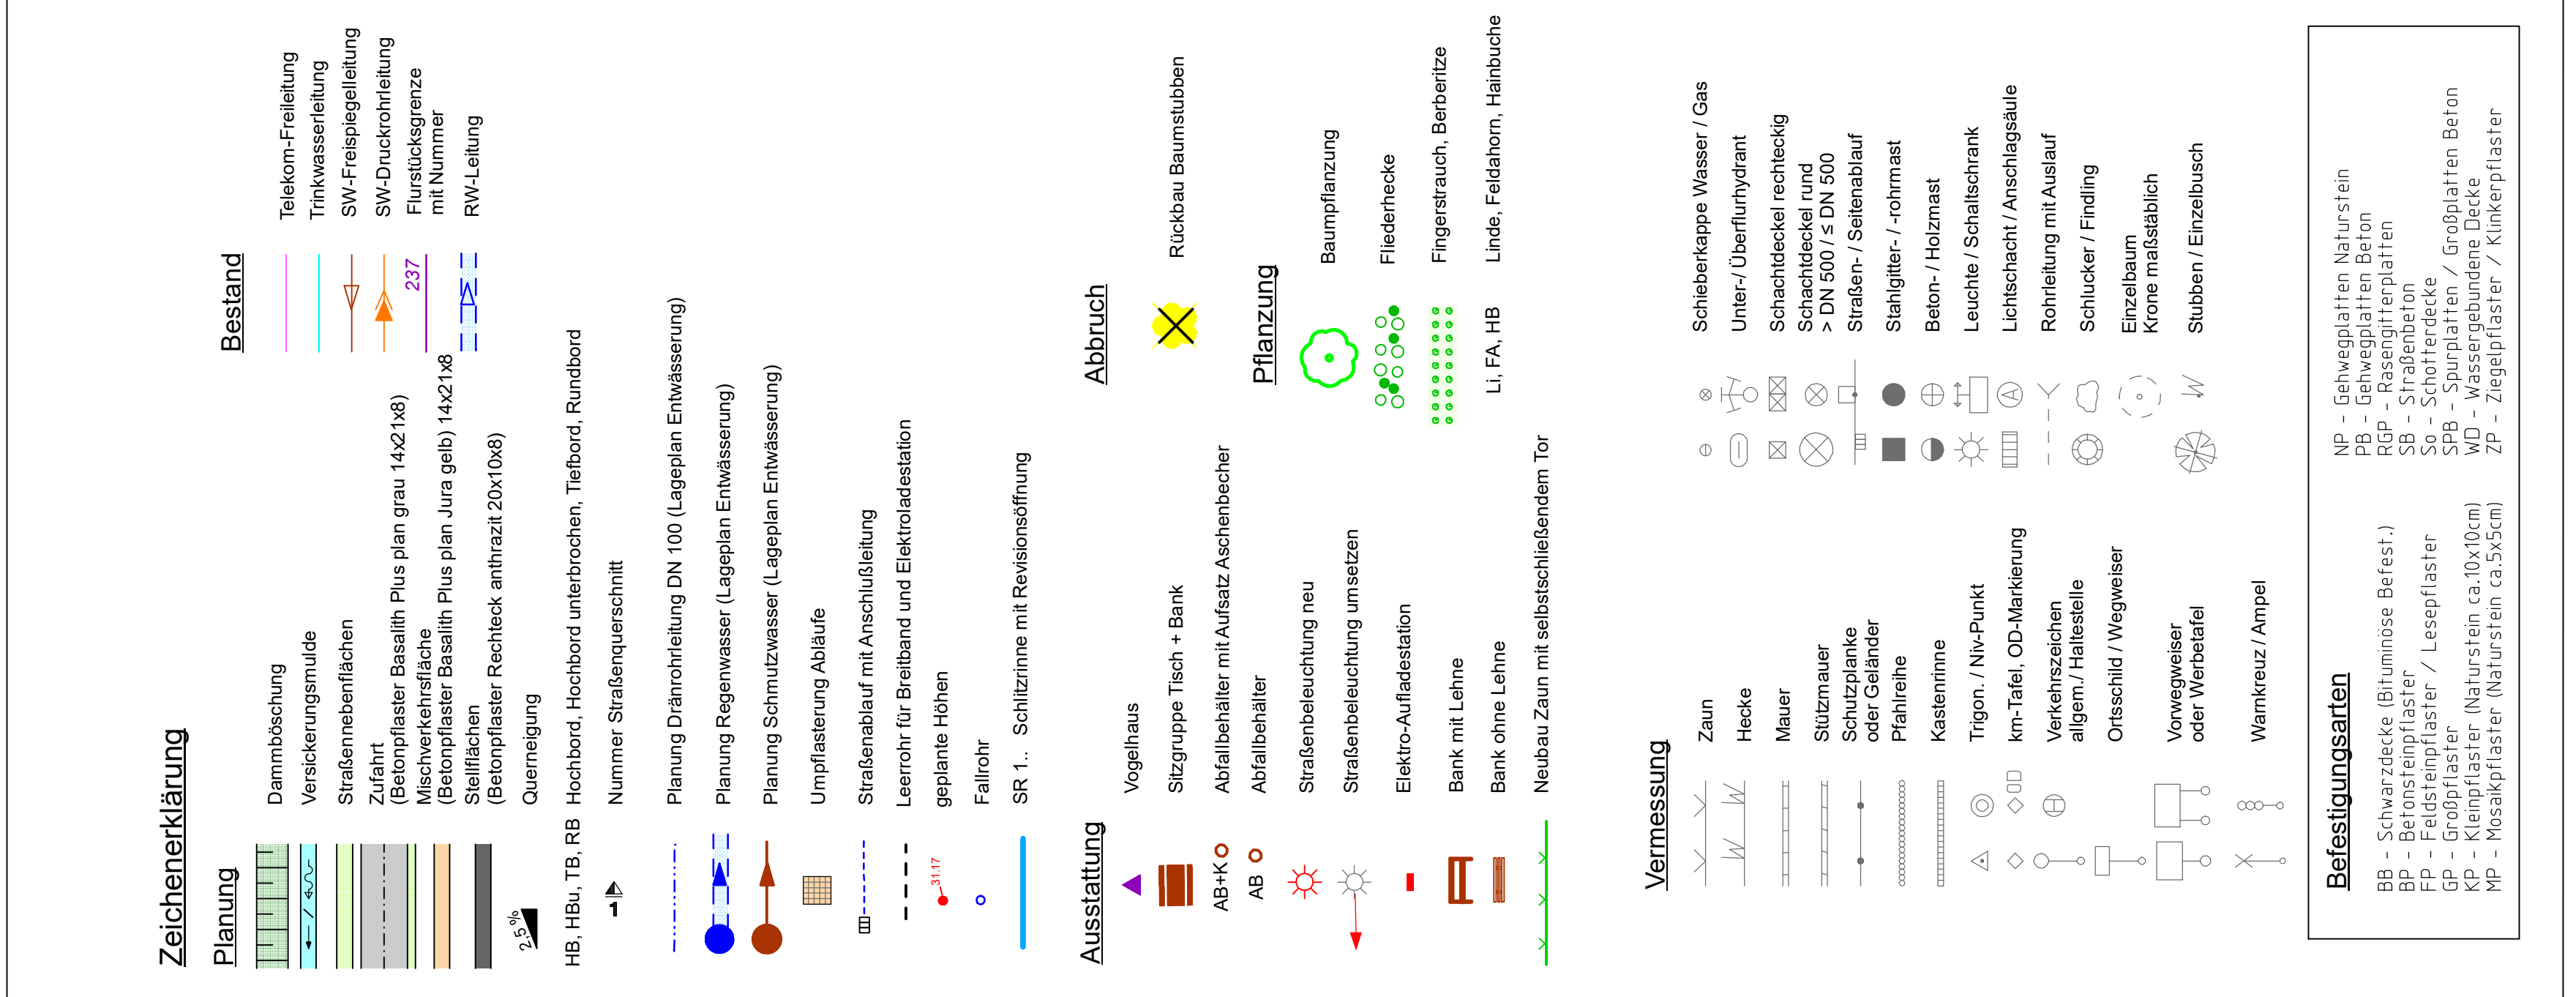 Zeichenerklärung
Planung
Dammböschung
Versickerungsmulde
Straßennebenflächen
Zufahrt
(Betonpflaster Basalith Plus plan grau 14x21x8)
Mischverkehrsfläche
(Betonpflaster Basalith Plus plan Jura gelb) 14x21x8
Stellflächen
(Betonpflaster Rechteck anthrazit 20x10x8)
2,5 %
Querneigung
HB, HBu, TB, RB Hochbord, Hochbord unterbrochen, Tiefbord, Rundbord
1
Nummer Straßenquerschnitt
Planung Dränrohrleitung DN 100 (Lageplan Entwässerung)
Planung Regenwasser (Lageplan Entwässerung)
Planung Schmutzwasser (Lageplan Entwässerung)
Umpflasterung Abläufe
Straßenablauf mit Anschlußleitung
Leerrohr für Breitband und Elektroladestation
31.17
geplante Höhen
Fallrohr
SR 1.. Schlitzrinne mit Revisionsöffnung
Bestand
Telekom-Freileitung
Trinkwasserleitung
SW-Freispiegelleitung
SW-Druckrohrleitung
237
Flurstücksgrenze
mit Nummer
RW-Leitung
Ausstattung
Vogelhaus
Sitzgruppe Tisch + Bank
AB+K Abfallbehälter mit Aufsatz Aschenbecher
AB Abfallbehälter
Straßenbeleuchtung neu
Straßenbeleuchtung umsetzen
Elektro-Aufladestation
Bank mit Lehne
Bank ohne Lehne
Neubau Zaun mit selbstschließendem Tor
Abbruch
Rückbau Baumstubben
Pflanzung
Baumpflanzung
Fliederhecke
Fingerstrauch, Berberitze
Li, FA, HB Linde, Feldahorn, Hainbuche
Vermessung
Zaun
Hecke
Mauer
Stützmauer
Schutzplanke
oder Geländer
Pfahlreihe
Kastenrinne
Trigon. / Niv-Punkt
km-Tafel, OD-Markierung
Verkehrszeichen
allgem./ Haltestelle
Ortsschild / Wegweiser
Vorwegweiser
oder Werbetafel
Warnkreuz / Ampel
Schieberkappe Wasser / Gas
Unter-/ Überflurhydrant
Schachtdeckel rechteckig
Schachtdeckel rund
> DN 500 / ≤ DN 500
Straßen- / Seitenablauf
Stahlgitter- / -rohrmast
Beton- / Holzmast
Leuchte / Schaltschrank
A
Lichtschacht / Anschlagsäule
Rohrleitung mit Auslauf
Schlucker / Findling
Einzelbaum
Krone maßstäblich
Stubben / Einzelbusch
Befestigungsarten
BB - Schwarzdecke (Bituminöse Befest.)
BP - Betonsteinpflaster
FP - Feldsteinpflaster / Lesepflaster
GP - Großpflaster
KP - Kleinpflaster (Naturstein ca.10x10cm)
MP - Mosaikpflaster (Naturstein ca.5x5cm)
NP - Gehwegplatten Naturstein
PB - Gehwegplatten Beton
RGP - Rasengitterplatten
SB - Straßenbeton
So - Schotterdecke
SPB - Spurplatten / Großplatten Beton
WD - Wassergebundene Decke
ZP - Ziegelpflaster / Klinkerpflaster